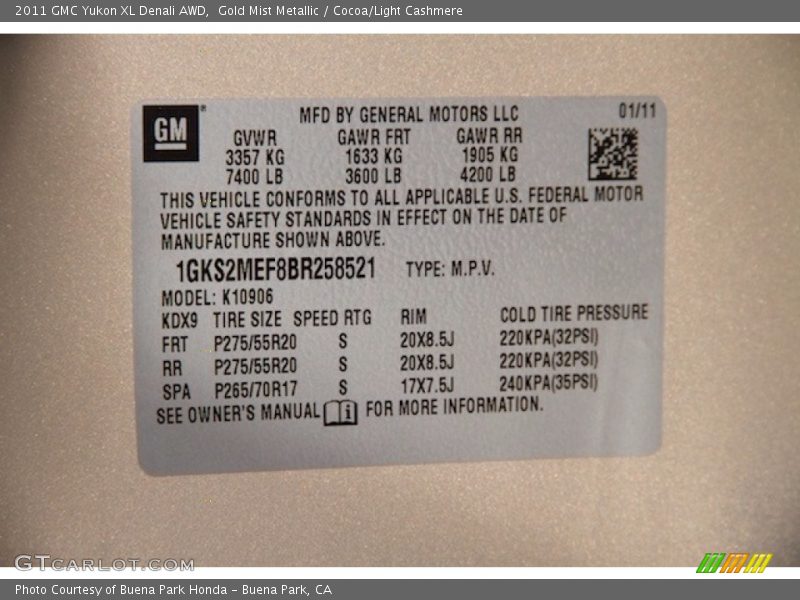 2011 GMC Yukon XL Denali AWD, Gold Mist Metallic / Cocoa/Light Cashmere
GM®
MFD BY GENERAL MOTORS LLC 01/11
GVWR GAWR FRT GAWR RR
3357 KG 1633 KG 1905 KG
7400 LB 3600 LB 4200 LB
THIS VEHICLE CONFORMS TO ALL APPLICABLE U.S. FEDERAL MOTOR
VEHICLE SAFETY STANDARDS IN EFFECT ON THE DATE OF
MANUFACTURE SHOWN ABOVE.
1GKS2MEF8BR258521 TYPE: M.P.V.
MODEL: K10906
KDX9 TIRE SIZE SPEED RTG RIM COLD TIRE PRESSURE
FRT P275/55R20 S 20X8.5J 220KPA(32PSI)
RR P275/55R20 S 20X8.5J 220KPA(32PSI)
SPA P265/70R17 S 17X7.5J 240KPA(35PSI)
SEE OWNER'S MANUAL i FOR MORE INFORMATION.
GTcarlot.com
Photo Courtesy of Buena Park Honda - Buena Park, CA